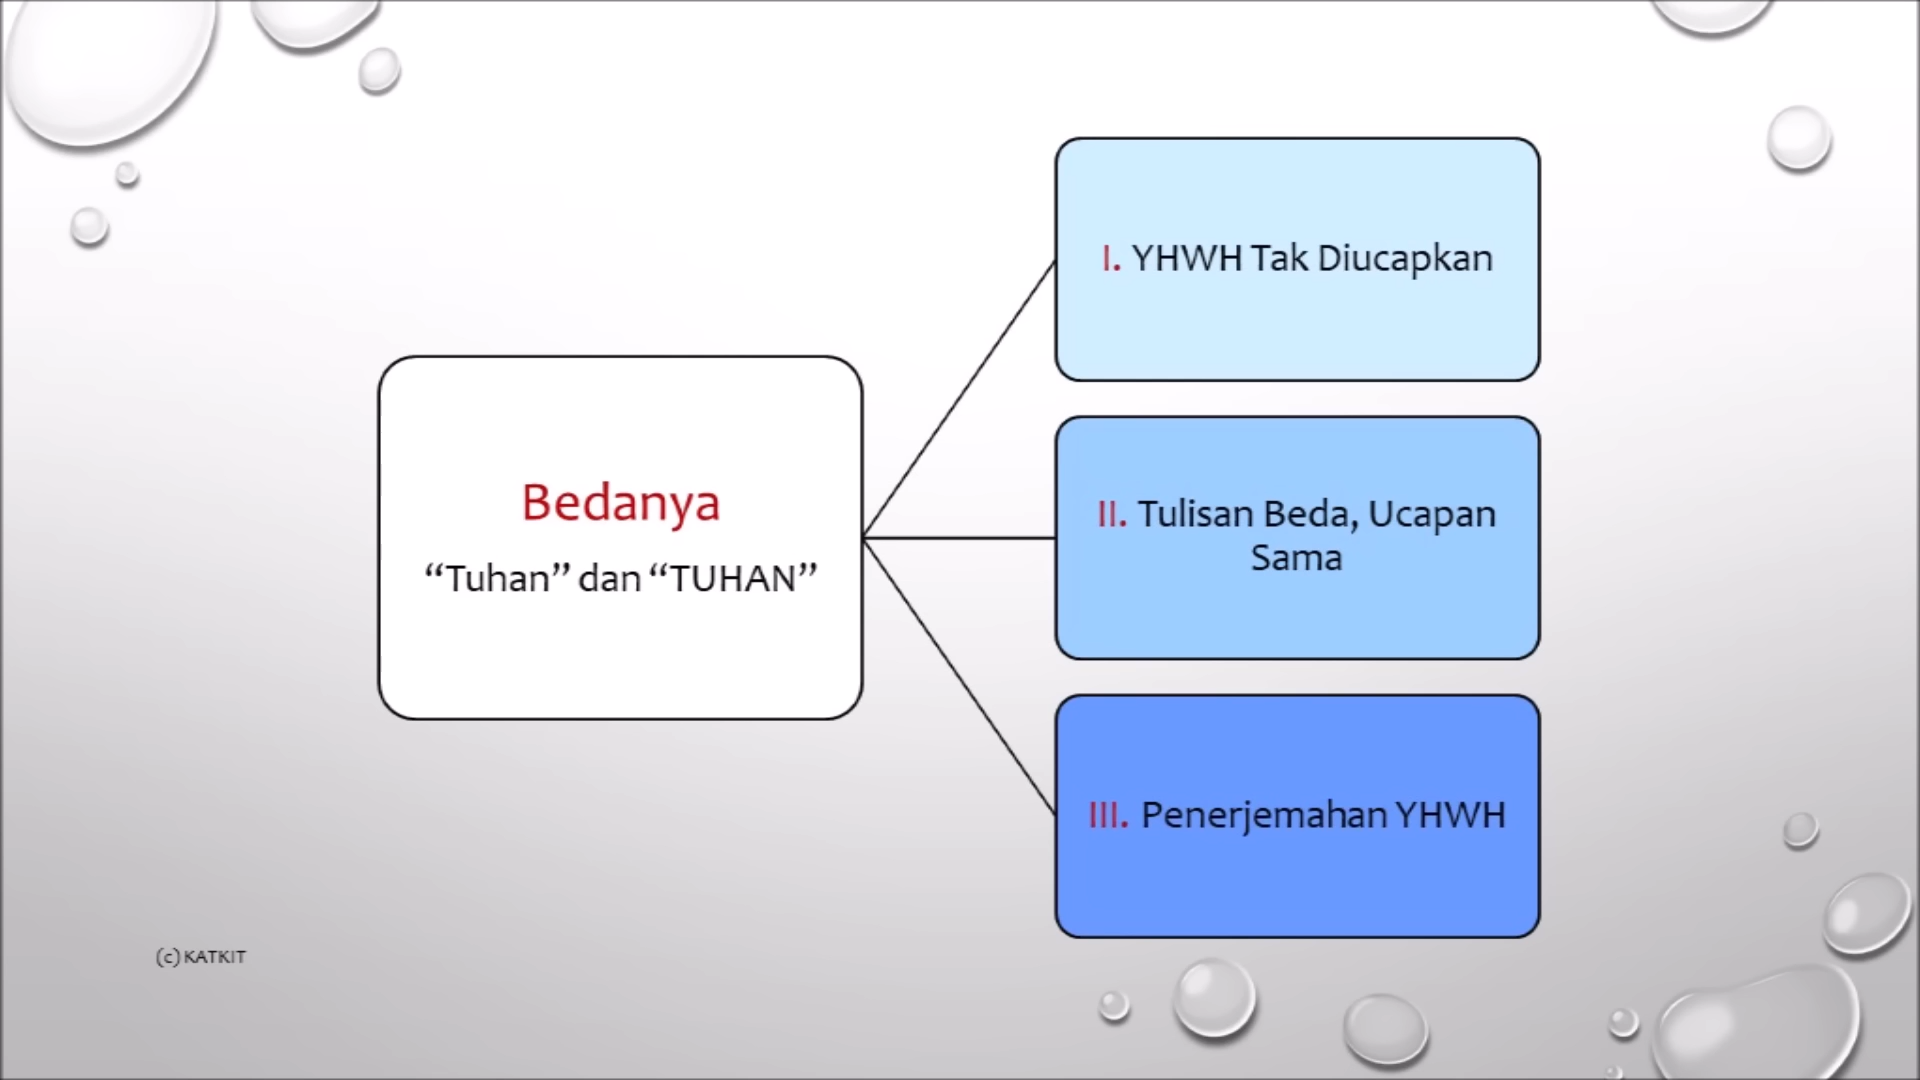 Bedanya
“Tuhan” dan “TUHAN”
I. YHWH Tak Diucapkan
II. Tulisan Beda, Ucapan
Sama
III. Penerjemahan YHWH
(c) KATKIT